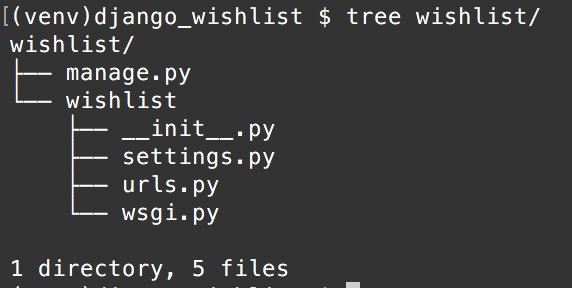 [(venv)django_wishlist $ tree wishlist/
wishlist/
├── manage.py
└── wishlist
    ├── __init__.py
    ├── settings.py
    ├── urls.py
    └── wsgi.py

1 directory, 5 files